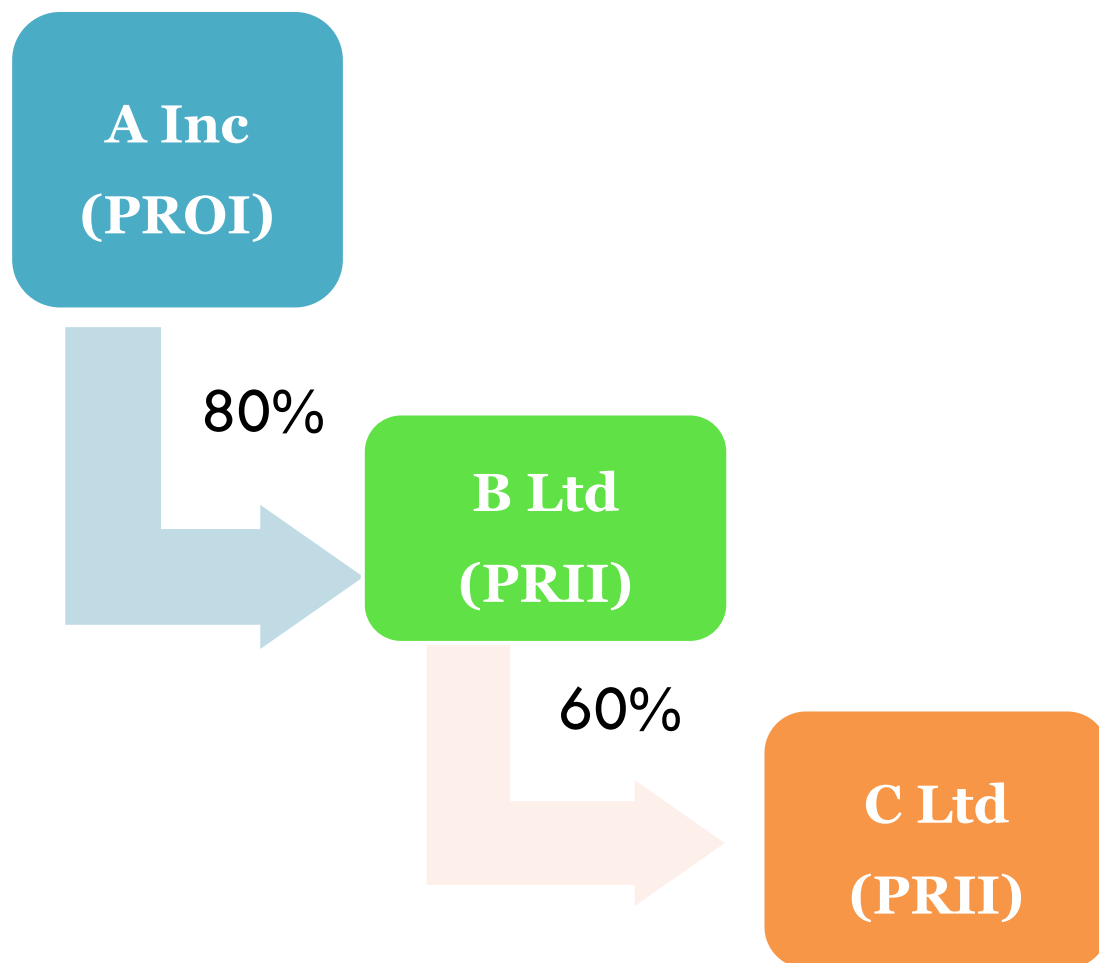 A Inc
(PROI)
80%
B Ltd
(PRII)
60%
C Ltd
(PRII)